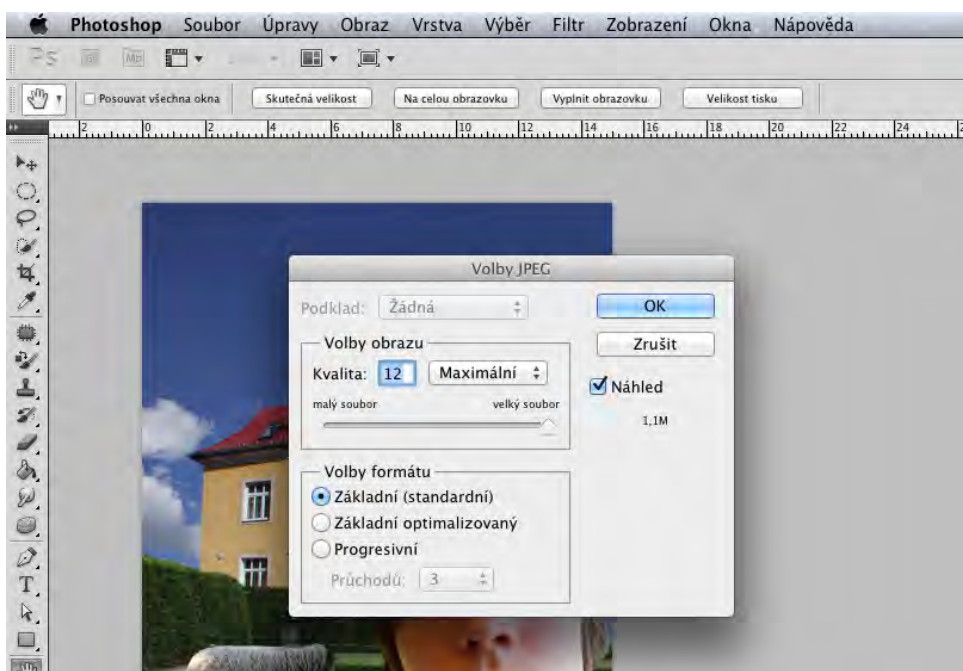 Photoshop Soubor Úpravy Obraz Vrstva Výběr Filtr Zobrazení Okna Nápověda
PS Br Mb
Posouvat všechna okna Skutečná velikost Na celou obrazovku Vyplnit obrazovku Velikost tisku
2 0 2 4 6 8 10 12 14 16 18 20 22 24
Volby JPEG
Podklad: Žádná
OK
Volby obrazu
Zrušit
Kvalita: 12 Maximální
Náhled
malý soubor velký soubor
1,1M
Volby formátu
Základní (standardní)
Základní optimalizovaný
Progresivní
Průchodů: 3
T